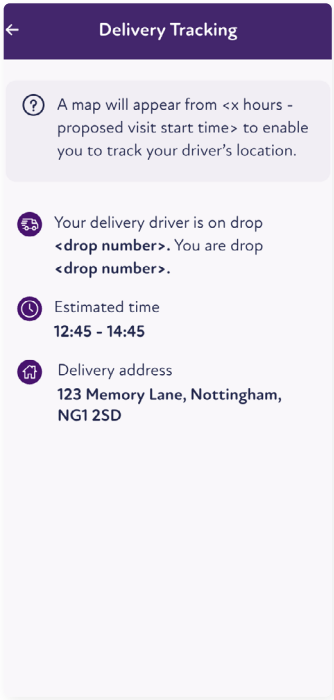 Delivery Tracking
A map will appear from <x hours -
proposed visit start time> to enable
you to track your driver's location.
Your delivery driver is on drop
<drop number>. You are drop
<drop number>.
Estimated time
12:45 - 14:45
Delivery address
123 Memory Lane, Nottingham,
NG1 2SD